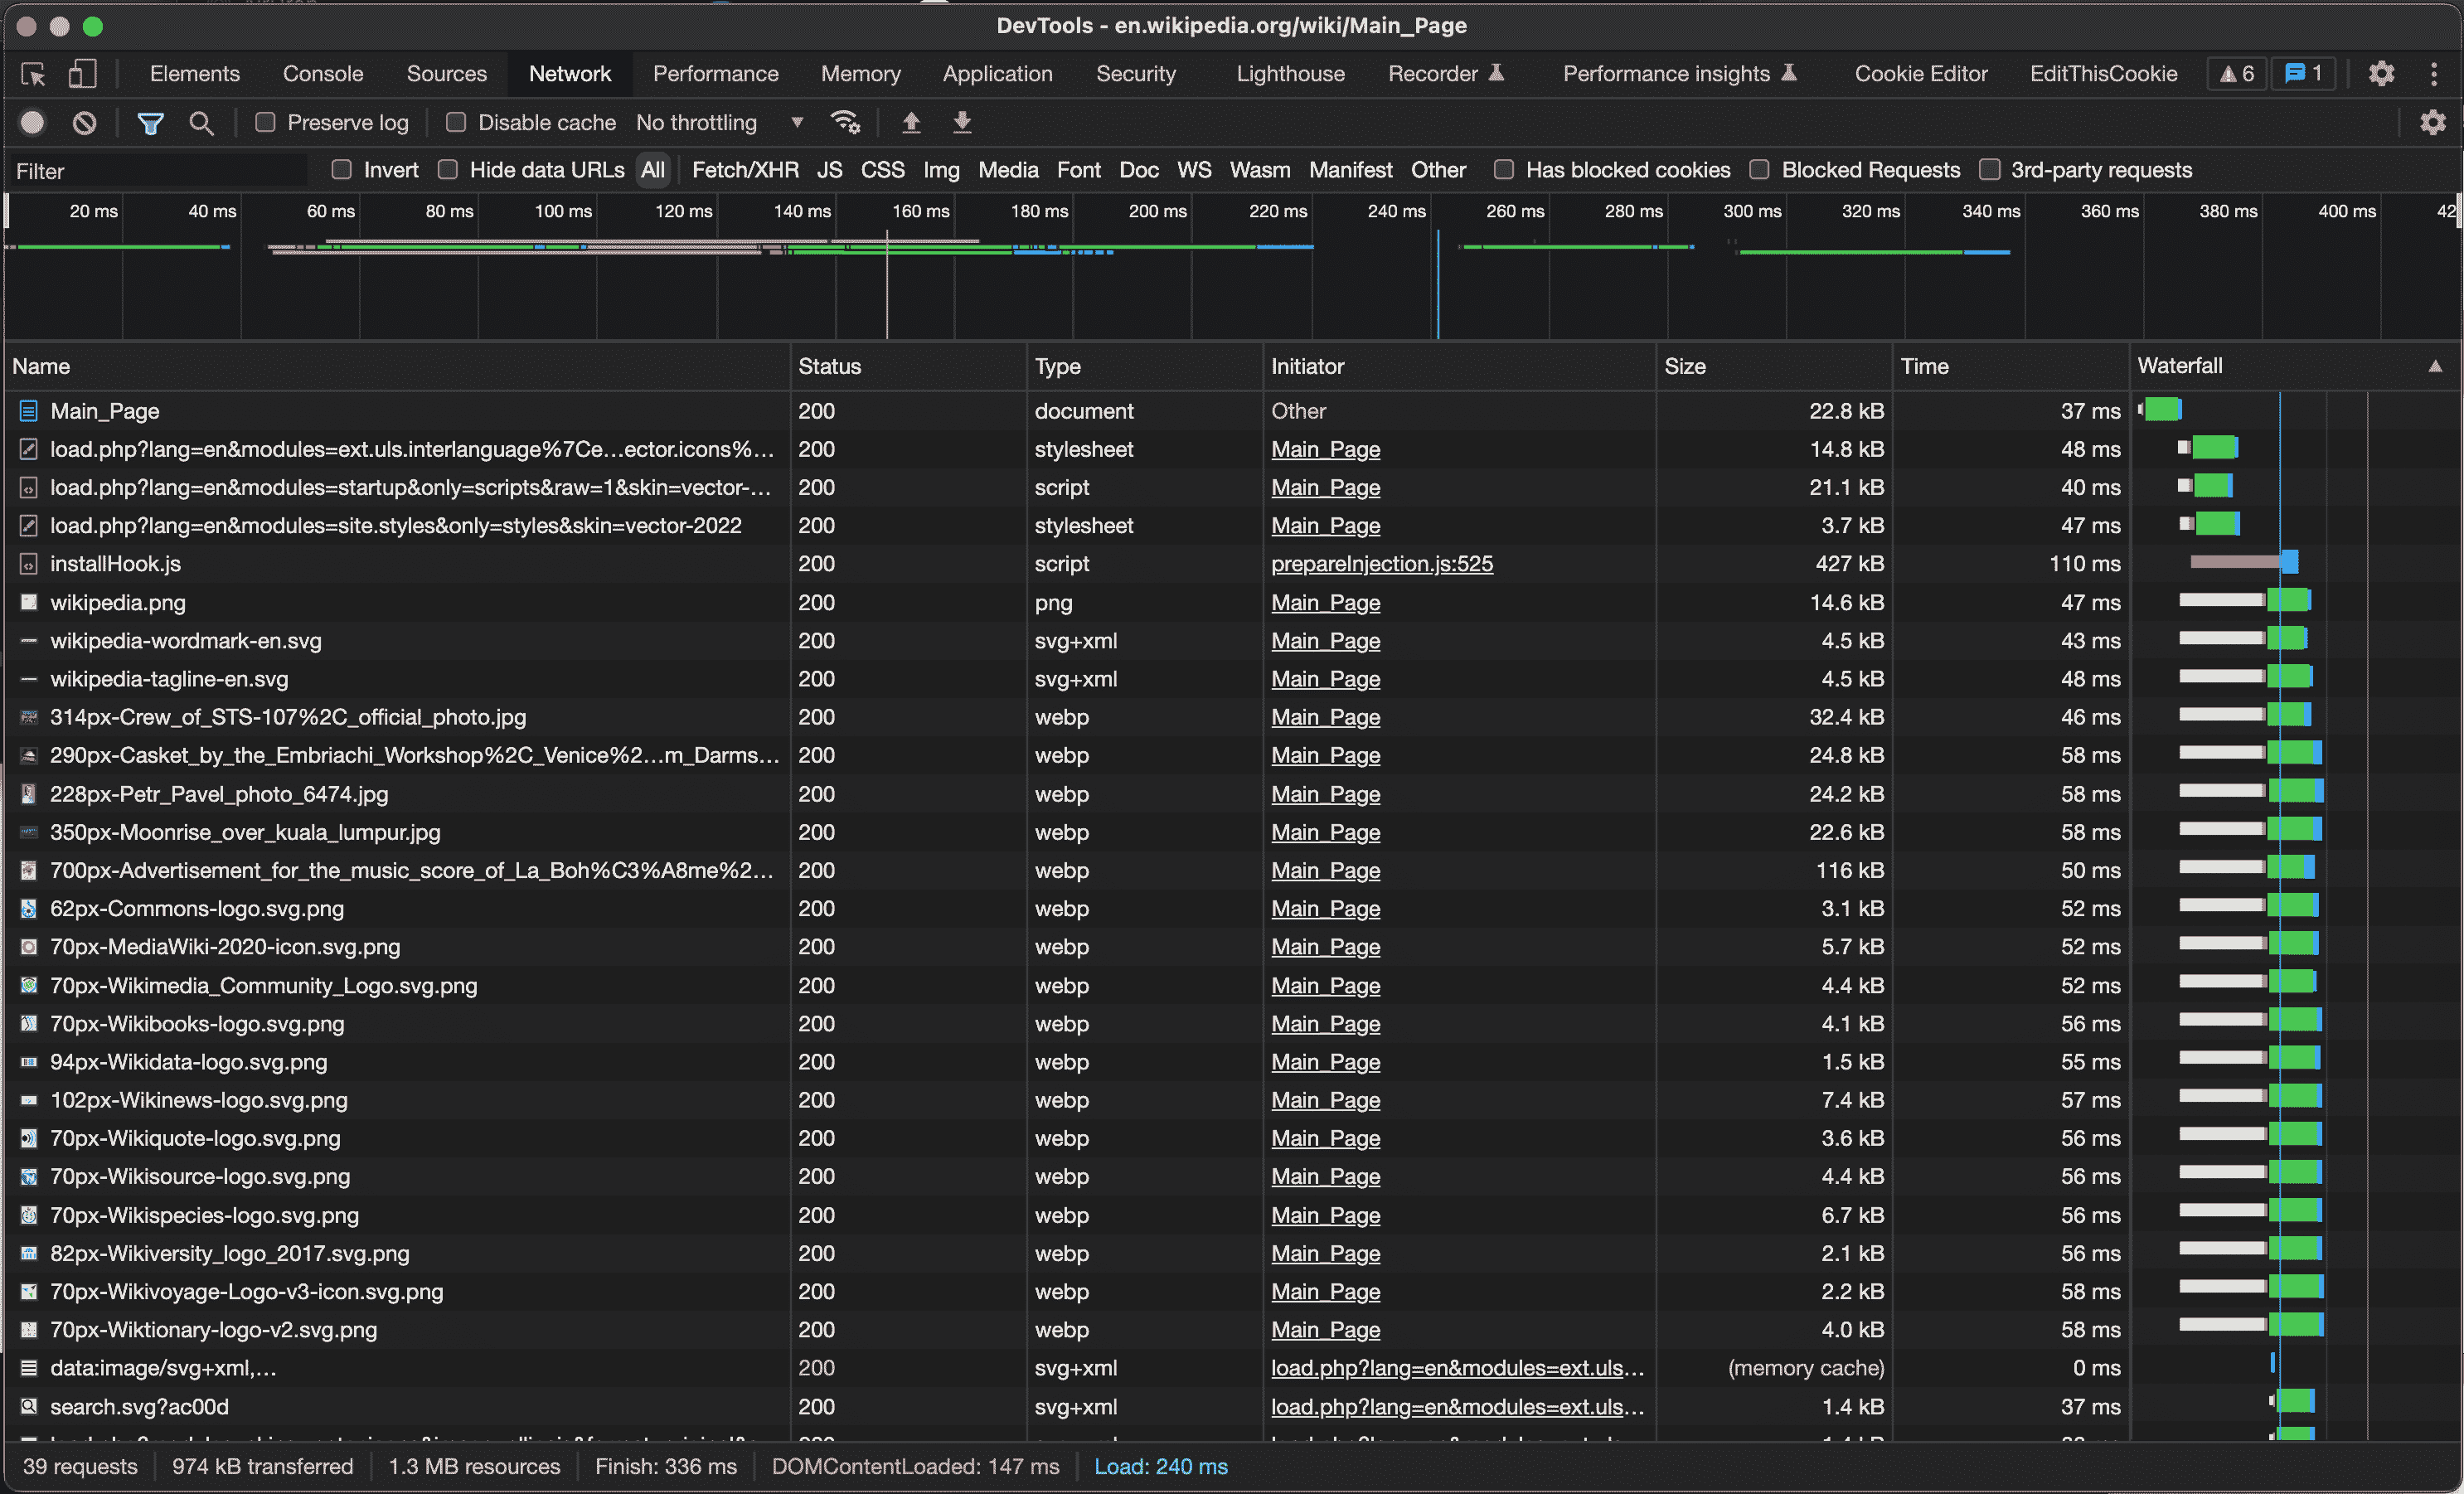 DevTools - en.wikipedia.org/wiki/Main_Page
Elements Console Sources Network Performance Memory Application Security Lighthouse Recorder Performance insights Cookie Editor EditThisCookie 6 1
Preserve log Disable cache No throttling
Filter Invert Hide data URLs All Fetch/XHR JS CSS Img Media Font Doc WS Wasm Manifest Other Has blocked cookies Blocked Requests 3rd-party requests
20 ms 40 ms 60 ms 80 ms 100 ms 120 ms 140 ms 160 ms 180 ms 200 ms 220 ms 240 ms 260 ms 280 ms 300 ms 320 ms 340 ms 360 ms 380 ms 400 ms 42
Name Status Type Initiator Size Time Waterfall
Main_Page 200 document Other 22.8 kB 37 ms
load.php?lang=en&modules=ext.uls.interlanguage%7Ce…ector.icons%… 200 stylesheet Main_Page 14.8 kB 48 ms
load.php?lang=en&modules=startup&only=scripts&raw=1&skin=vector-… 200 script Main_Page 21.1 kB 40 ms
load.php?lang=en&modules=site.styles&only=styles&skin=vector-2022 200 stylesheet Main_Page 3.7 kB 47 ms
installHook.js 200 script prepareInjection.js:525 427 kB 110 ms
wikipedia.png 200 png Main_Page 14.6 kB 47 ms
wikipedia-wordmark-en.svg 200 svg+xml Main_Page 4.5 kB 43 ms
wikipedia-tagline-en.svg 200 svg+xml Main_Page 4.5 kB 48 ms
314px-Crew_of_STS-107%2C_official_photo.jpg 200 webp Main_Page 32.4 kB 46 ms
290px-Casket_by_the_Embriachi_Workshop%2C_Venice%2…m_Darms… 200 webp Main_Page 24.8 kB 58 ms
228px-Petr_Pavel_photo_6474.jpg 200 webp Main_Page 24.2 kB 58 ms
350px-Moonrise_over_kuala_lumpur.jpg 200 webp Main_Page 22.6 kB 58 ms
700px-Advertisement_for_the_music_score_of_La_Boh%C3%A8me%2… 200 webp Main_Page 116 kB 50 ms
62px-Commons-logo.svg.png 200 webp Main_Page 3.1 kB 52 ms
70px-MediaWiki-2020-icon.svg.png 200 webp Main_Page 5.7 kB 52 ms
70px-Wikimedia_Community_Logo.svg.png 200 webp Main_Page 4.4 kB 52 ms
70px-Wikibooks-logo.svg.png 200 webp Main_Page 4.1 kB 56 ms
94px-Wikidata-logo.svg.png 200 webp Main_Page 1.5 kB 55 ms
102px-Wikinews-logo.svg.png 200 webp Main_Page 7.4 kB 57 ms
70px-Wikiquote-logo.svg.png 200 webp Main_Page 3.6 kB 56 ms
70px-Wikisource-logo.svg.png 200 webp Main_Page 4.4 kB 56 ms
70px-Wikispecies-logo.svg.png 200 webp Main_Page 6.7 kB 56 ms
82px-Wikiversity_logo_2017.svg.png 200 webp Main_Page 2.1 kB 56 ms
70px-Wikivoyage-Logo-v3-icon.svg.png 200 webp Main_Page 2.2 kB 58 ms
70px-Wiktionary-logo-v2.svg.png 200 webp Main_Page 4.0 kB 58 ms
data:image/svg+xml,… 200 svg+xml load.php?lang=en&modules=ext.uls… (memory cache) 0 ms
search.svg?ac00d 200 svg+xml load.php?lang=en&modules=ext.uls… 1.4 kB 37 ms
39 requests 974 kB transferred 1.3 MB resources Finish: 336 ms DOMContentLoaded: 147 ms Load: 240 ms